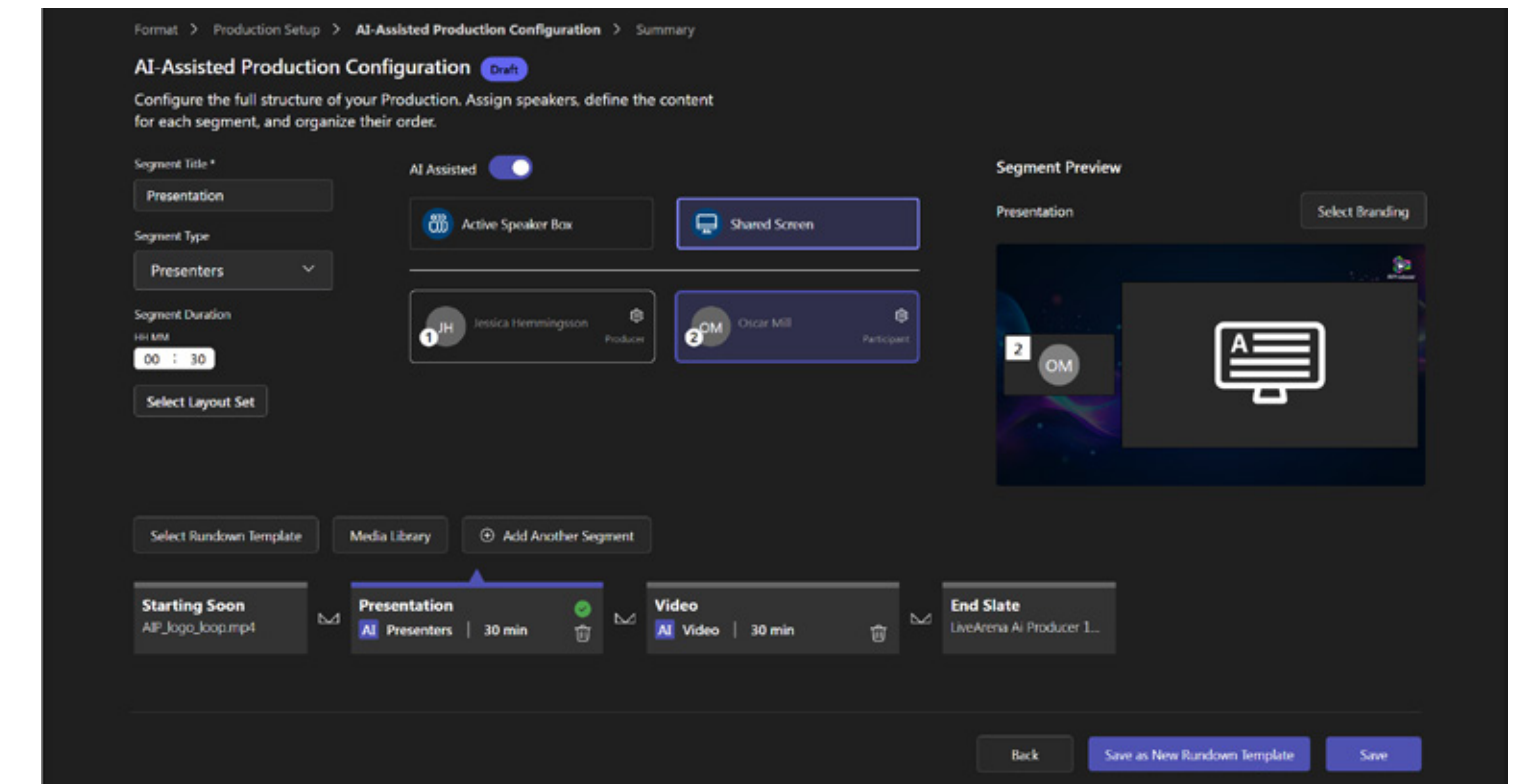 Format > Production Setup > AI-Assisted Production Configuration > Summary
AI-Assisted Production Configuration Draft
Configure the full structure of your Production. Assign speakers, define the content
for each segment, and organize their order.
Segment Title *
Presentation
Segment Type
Presenters
Segment Duration
HH MM
00 : 30
Select Layout Set
AI Assisted
Active Speaker Box
Shared Screen
1 JH Jessica Hemmingsson
Producer
2 OM Oscar Mill
Participant
Segment Preview
Presentation
Select Branding
2
OM
A
Select Rundown Template
Media Library
Add Another Segment
Starting Soon
AIP_logo_loop.mp4
Presentation
AI Presenters | 30 min
Video
AI Video | 30 min
End Slate
LiveArena Ai Producer 1...
Back
Save as New Rundown Template
Save